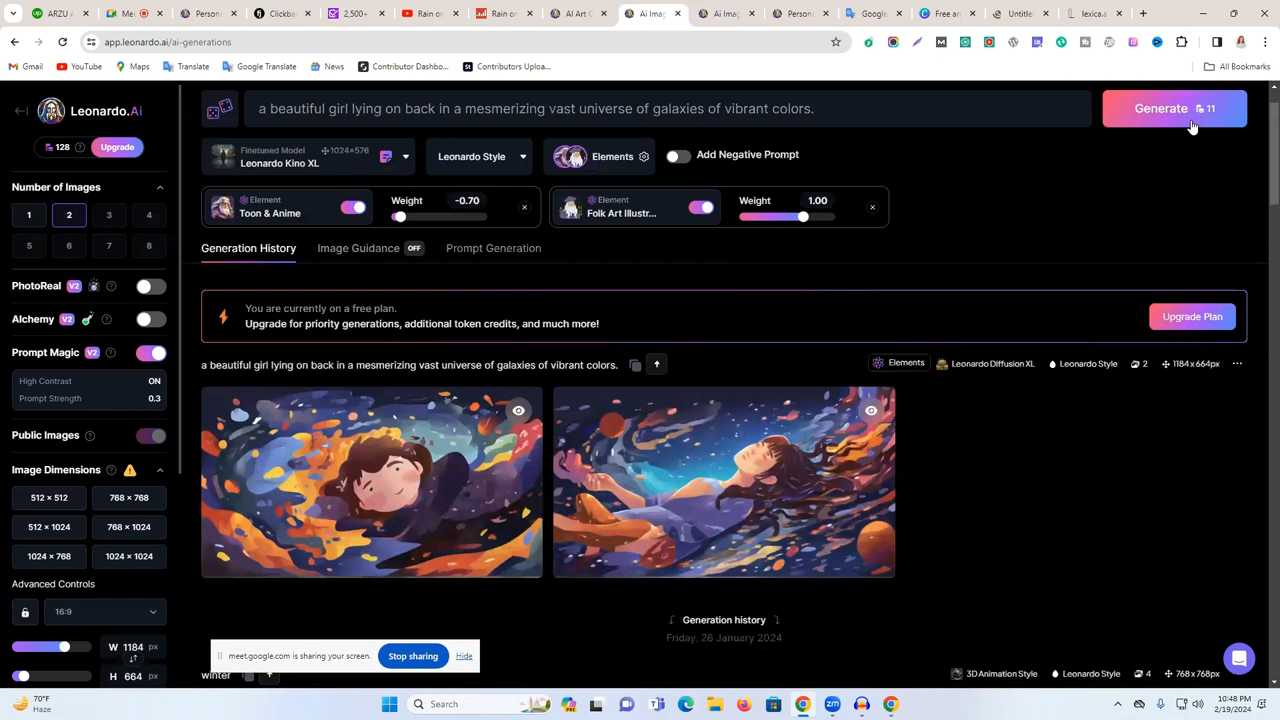 ARZU A
Meet
Person
Clickba
2,500+
Rain
Rain on
AI Art G
Ai Imag
Ai Imag
Person
Google
Free an
Untitle
lexica.a
app.leonardo.ai/ai-generations
Gmail
YouTube
Maps
Translate
Google Translate
News
Contributor Dashbo...
Contributors Uploa...
All Bookmarks
Leonardo.Ai
a beautiful girl lying on back in a mesmerizing vast universe of galaxies of vibrant colors.
Generate 11
128 Upgrade
Finetuned Model 1024×576
Leonardo Kino XL
Leonardo Style
Elements
Add Negative Prompt
Number of Images
1 2 3 4
5 6 7 8
Element
Toon & Anime
Weight -0.70
Element
Folk Art Illustr...
Weight 1.00
Generation History
Image Guidance OFF
Prompt Generation
PhotoReal V2
Alchemy V2
Prompt Magic V2
High Contrast ON
Prompt Strength 0.3
Public Images
Image Dimensions
512 × 512 768 × 768
512 × 1024 768 × 1024
1024 × 768 1024 × 1024
Advanced Controls
16:9
W 1184 px
H 664 px
You are currently on a free plan.
Upgrade for priority generations, additional token credits, and much more!
Upgrade Plan
a beautiful girl lying on back in a mesmerizing vast universe of galaxies of vibrant colors.
Elements Leonardo Diffusion XL Leonardo Style 2 1184×664px
Generation history
Friday, 26 January 2024
meet.google.com is sharing your screen. Stop sharing Hide
winter
3D Animation Style Leonardo Style 4 768×768px
70°F
Haze
Search
10:48 PM
2/19/2024